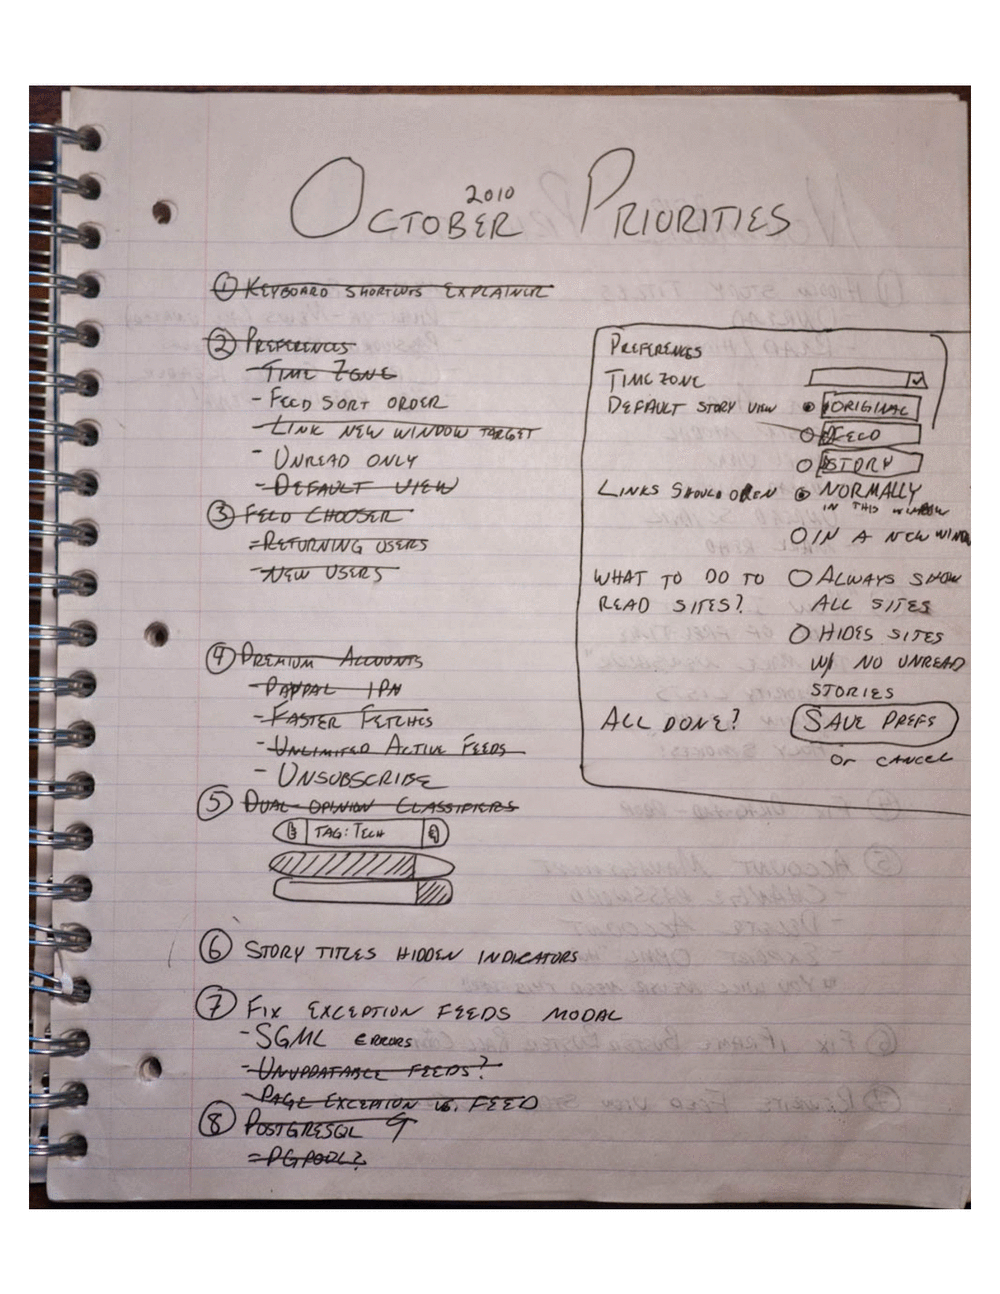 2010
OCTOBER PRIORITIES
① KEYBOARD SHORTCUTS EXPLAINER
② PREFERENCES
- TIME ZONE
- FEED SORT ORDER
- LINK NEW WINDOW TARGET
- UNREAD ONLY
- DEFAULT VIEW
③ FEED CHOOSER
- RETURNING USERS
- NEW USERS
④ PREMIUM ACCOUNTS
- PAYPAL IPN
- FASTER FETCHES
- UNLIMITED ACTIVE FEEDS
- UNSUBSCRIBE
⑤ DUAL-OPINION CLASSIFIERS
TAG: TECH
⑥ STORY TITLES HIDDEN INDICATORS
⑦ FIX EXCEPTION FEEDS MODAL
- SGML ERRORS
- UNUPDATABLE FEEDS?
- PAGE EXCEPTION VS. FEED
⑧ POSTGRESQL 9
- PGPOOL?
PREFERENCES
TIME ZONE
DEFAULT STORY VIEW ORIGINAL
FEED
STORY
LINKS SHOULD OPEN NORMALLY
IN THIS WINDOW
IN A NEW WINDO
WHAT TO DO TO ALWAYS SHOW
READ SITES? ALL SITES
HIDES SITES
W/ NO UNREAD
STORIES
ALL DONE? SAVE PREFS
OR CANCEL